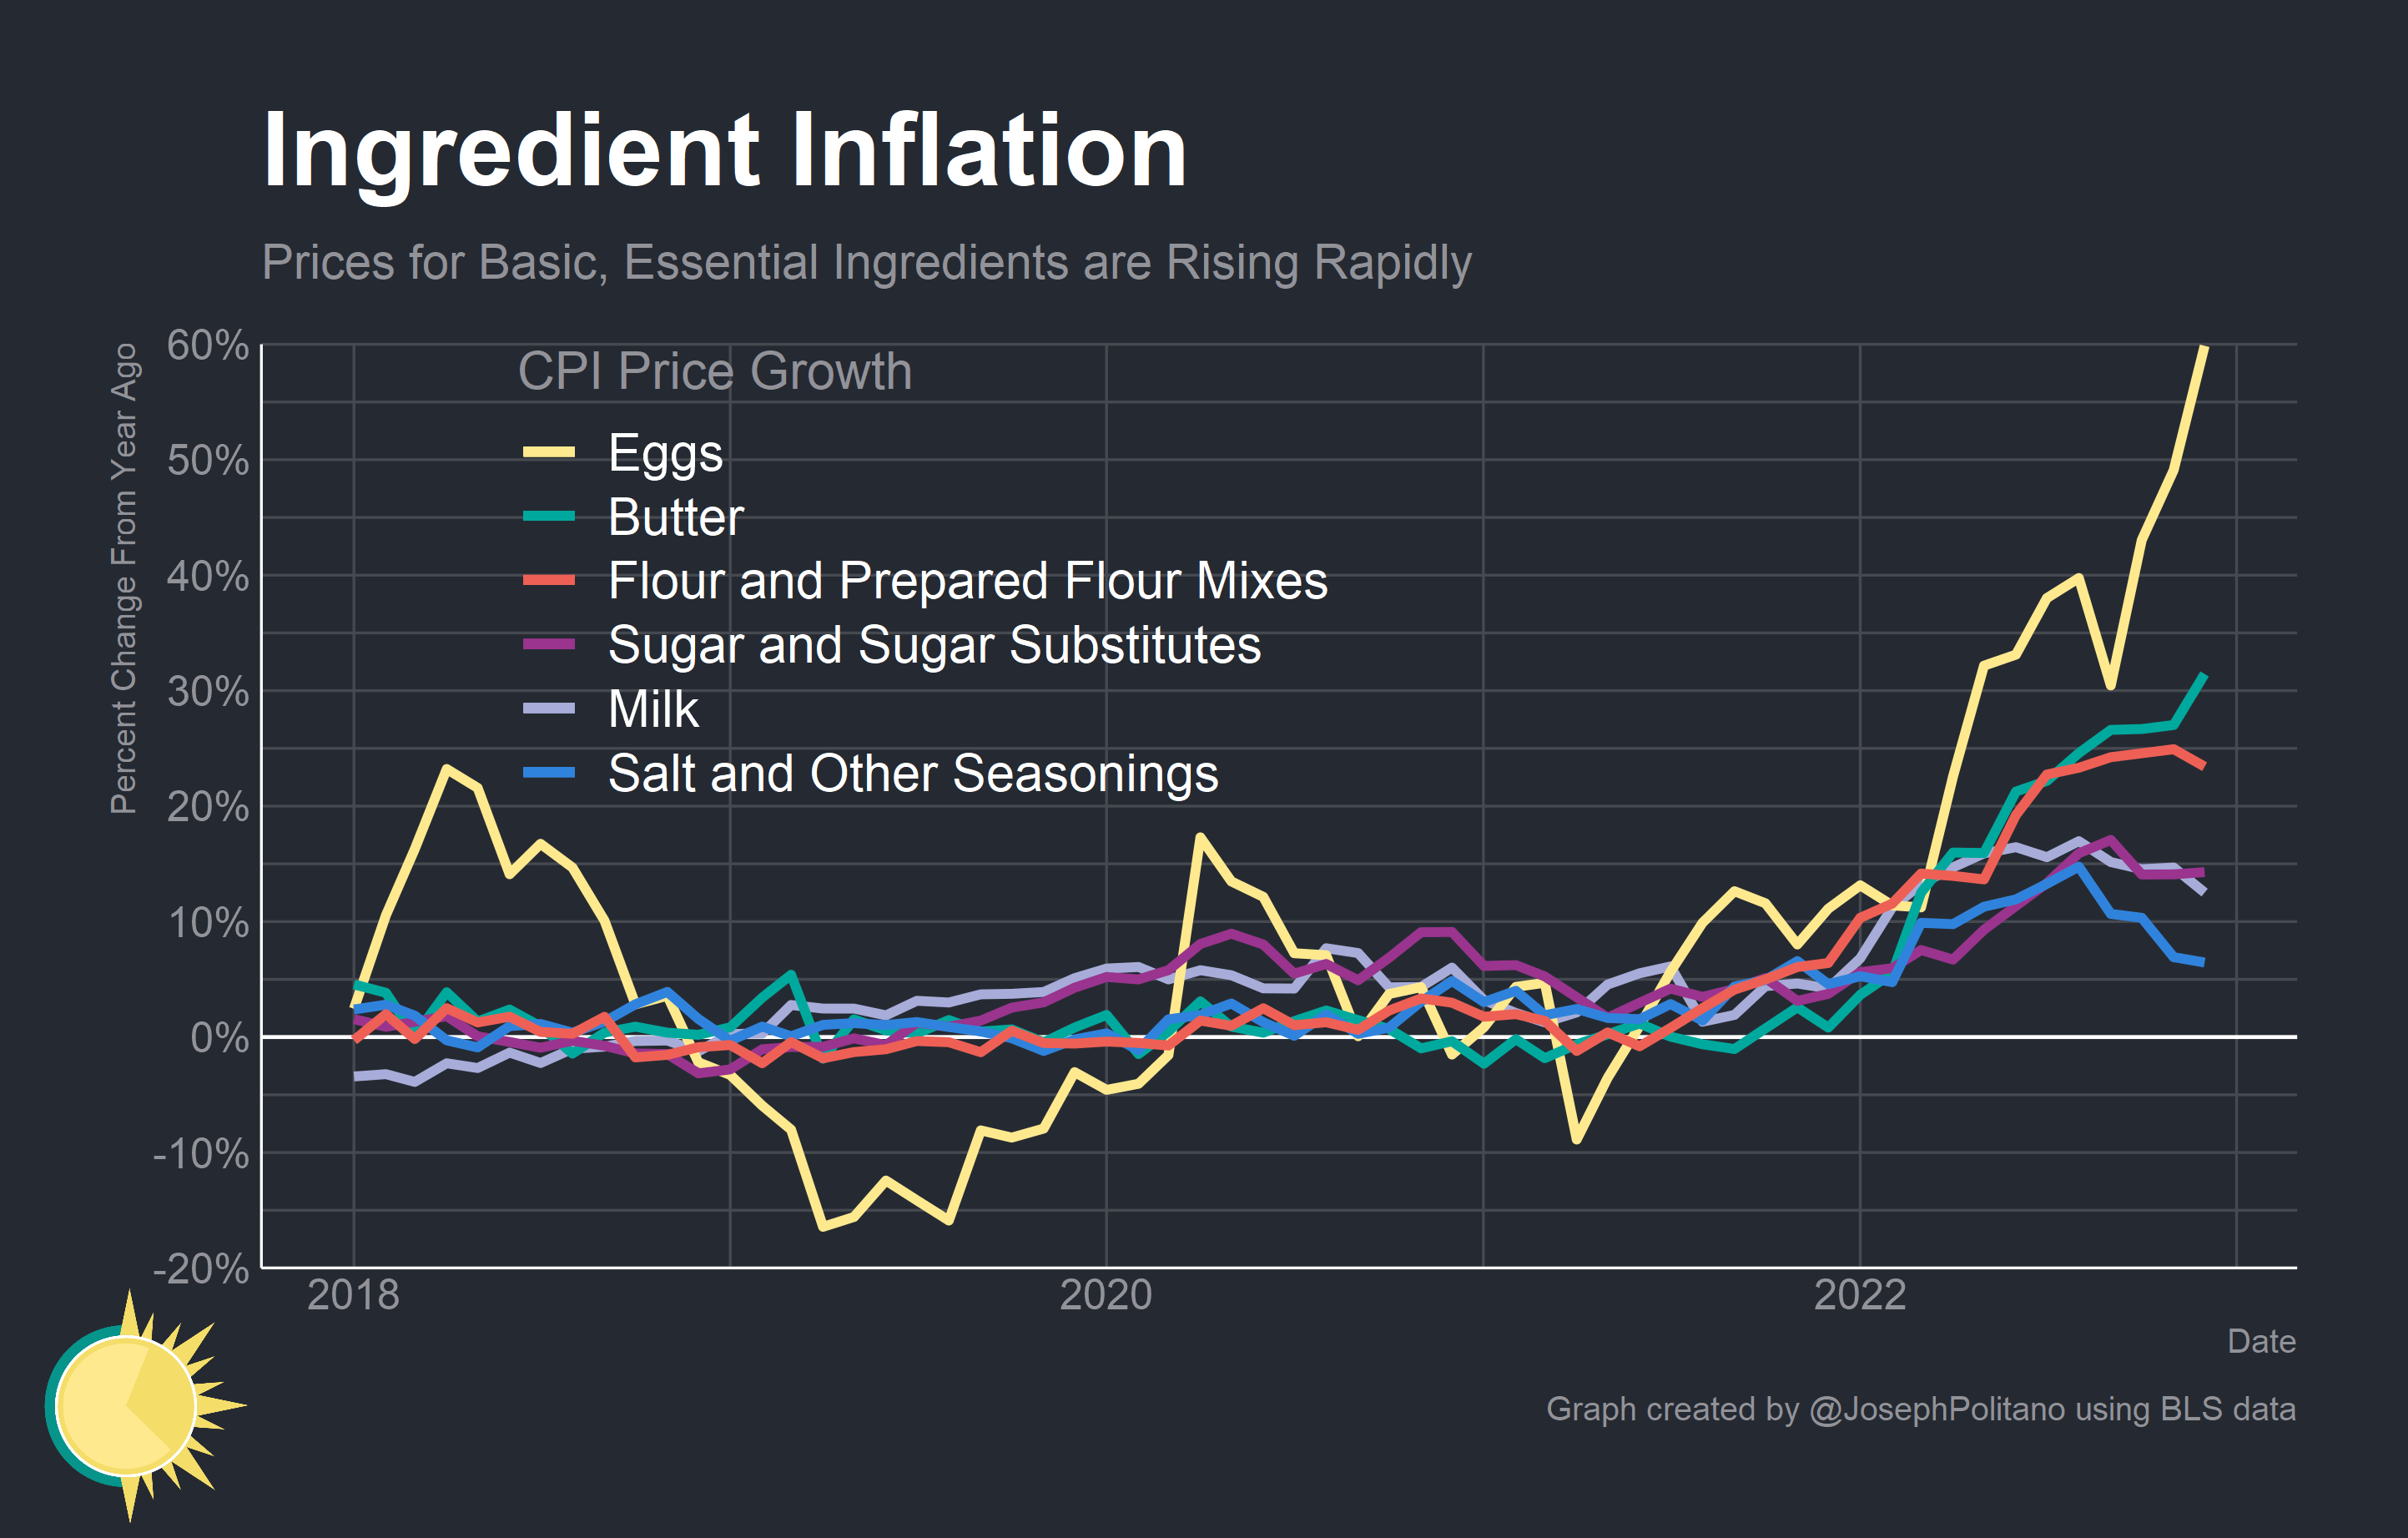 Ingredient Inflation
Prices for Basic, Essential Ingredients are Rising Rapidly
Percent Change From Year Ago
60%
50%
40%
30%
20%
10%
0%
-10%
-20%
CPI Price Growth
Eggs
Butter
Flour and Prepared Flour Mixes
Sugar and Sugar Substitutes
Milk
Salt and Other Seasonings
2018
2020
2022
Date
Graph created by @JosephPolitano using BLS data